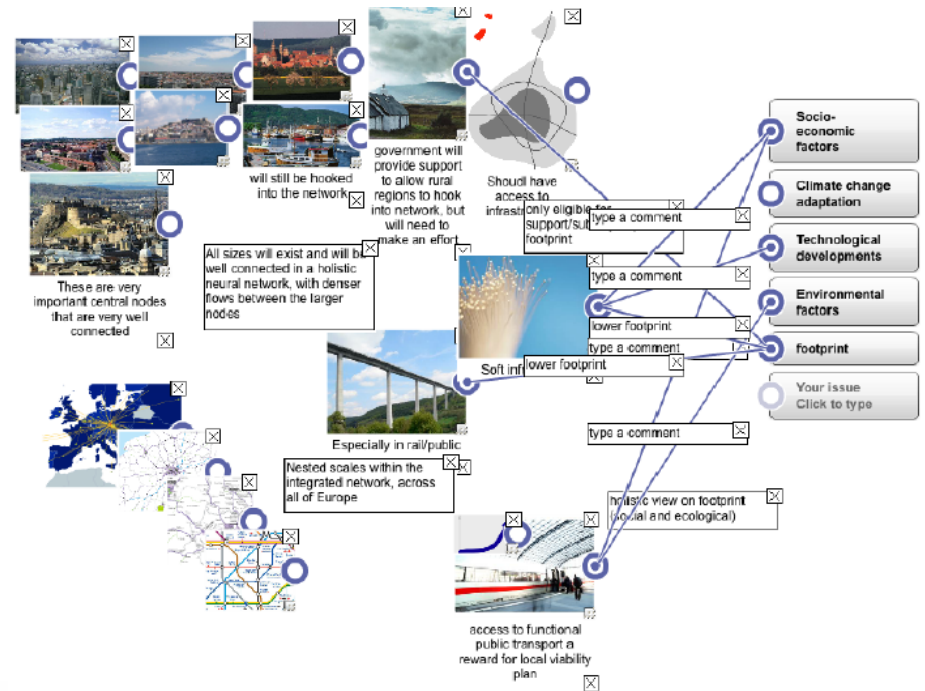 will still be hooked
into the network
government will
provide support
to allow rural
regions to hook
into network, but
will need to
make an effort
Shoudl have
access to
only eligible for
footprint
type a comment
These are very
important central nodes
that are very well
connected
All sizes will exist and will be
well connected in a holistic
neural network, with denser
flows between the larger
nodes
type a comment
lower footprint
type a comment
Soft
lower footprint
Especially in rail/public
Nested scales within the
integrated network, across
all of Europe
type a comment
holistic view on footprint
(social and ecological)
access to functional
public transport a
reward for local viability
plan
Socio-
economic
factors
Climate change
adaptation
Technological
developments
Environmental
factors
footprint
Your issue
Click to type